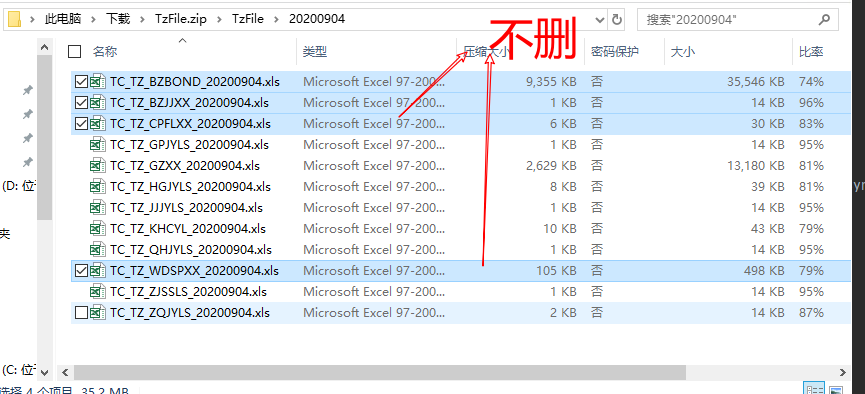 此电脑 > 下载 > TzFile.zip > TzFile > 20200904
搜索"20200904"
不删
名称 类型 压缩大小 密码保护 大小 比率
TC_TZ_BZBOND_20200904.xls Microsoft Excel 97-200... 9,355 KB 否 35,546 KB 74%
TC_TZ_BZJJXX_20200904.xls Microsoft Excel 97-200... 1 KB 否 14 KB 96%
TC_TZ_CPFLXX_20200904.xls Microsoft Excel 97-200... 6 KB 否 30 KB 83%
TC_TZ_GPJYLS_20200904.xls Microsoft Excel 97-200... 1 KB 否 14 KB 95%
TC_TZ_GZXX_20200904.xls Microsoft Excel 97-200... 2,629 KB 否 13,180 KB 81%
TC_TZ_HGJYLS_20200904.xls Microsoft Excel 97-200... 8 KB 否 39 KB 81%
TC_TZ_JJJYLS_20200904.xls Microsoft Excel 97-200... 1 KB 否 14 KB 95%
TC_TZ_KHCYL_20200904.xls Microsoft Excel 97-200... 10 KB 否 43 KB 79%
TC_TZ_QHJYLS_20200904.xls Microsoft Excel 97-200... 1 KB 否 14 KB 95%
TC_TZ_WDSPXX_20200904.xls Microsoft Excel 97-200... 105 KB 否 498 KB 79%
TC_TZ_ZJSSLS_20200904.xls Microsoft Excel 97-200... 1 KB 否 14 KB 95%
TC_TZ_ZQJYLS_20200904.xls Microsoft Excel 97-200... 2 KB 否 14 KB 87%
(D: 位
夹
(C: 位
选择 4 个项目 35.2 MB